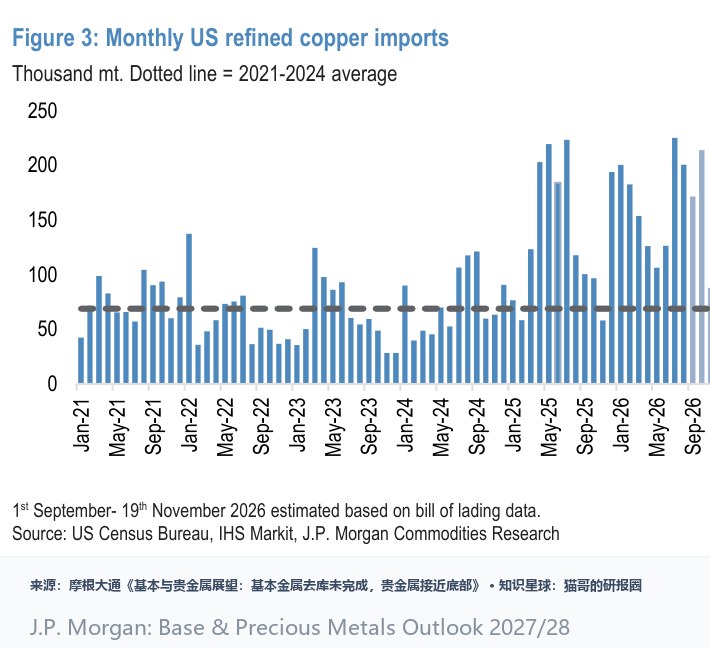 Figure 3: Monthly US refined copper imports
Thousand mt. Dotted line = 2021-2024 average
250
200
150
100
50
0
Jan-21
May-21
Sep-21
Jan-22
May-22
Sep-22
Jan-23
May-23
Sep-23
Jan-24
May-24
Sep-24
Jan-25
May-25
Sep-25
Jan-26
May-26
Sep-26
1st September- 19th November 2026 estimated based on bill of lading data.
Source: US Census Bureau, IHS Markit, J.P. Morgan Commodities Research
来源：摩根大通《基本与贵金属展望：基本金属去库未完成，贵金属接近底部》 • 知识星球：猫哥的研报圈
J.P. Morgan: Base & Precious Metals Outlook 2027/28